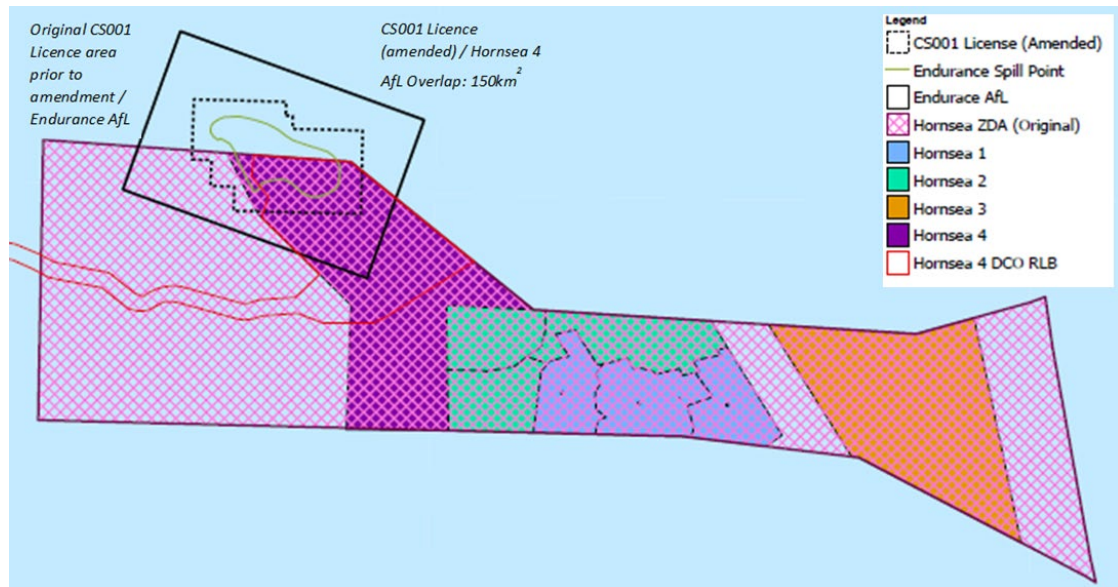 Original CS001
Licence area
prior to
amendment /
Endurance AfL
CS001 Licence
(amended) / Hornsea 4
AfL Overlap: 150km²
Legend
CS001 License (Amended)
Endurance Spill Point
Endurace AfL
Hornsea ZDA (Original)
Hornsea 1
Hornsea 2
Hornsea 3
Hornsea 4
Hornsea 4 DCO RLB